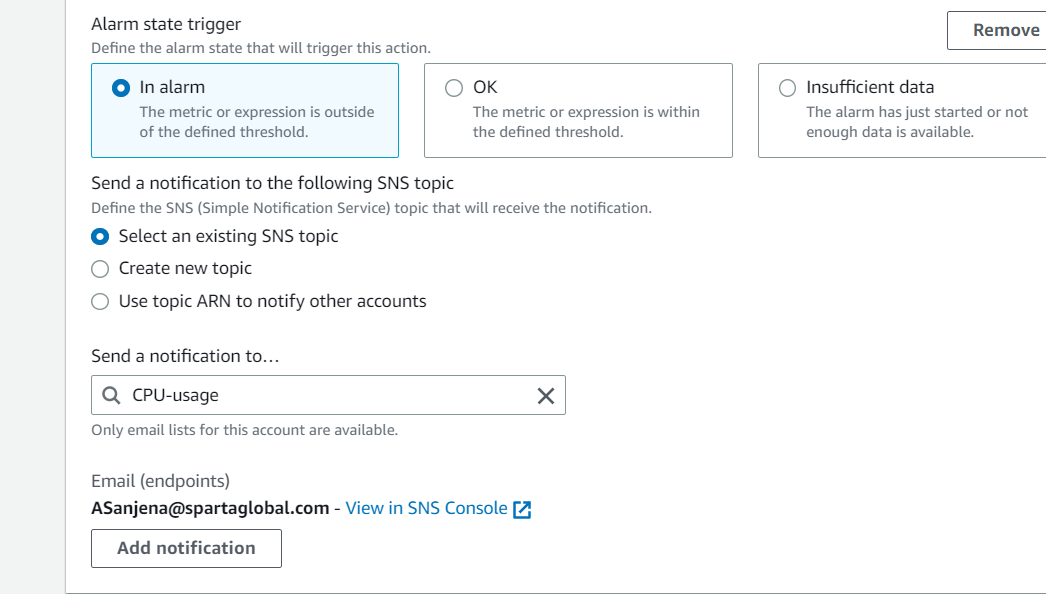 Alarm state trigger
Define the alarm state that will trigger this action.
Remove
In alarm
The metric or expression is outside
of the defined threshold.
OK
The metric or expression is within
the defined threshold.
Insufficient data
The alarm has just started or not
enough data is available.
Send a notification to the following SNS topic
Define the SNS (Simple Notification Service) topic that will receive the notification.
Select an existing SNS topic
Create new topic
Use topic ARN to notify other accounts
Send a notification to…
CPU-usage
Only email lists for this account are available.
Email (endpoints)
ASanjena@spartaglobal.com - View in SNS Console
Add notification